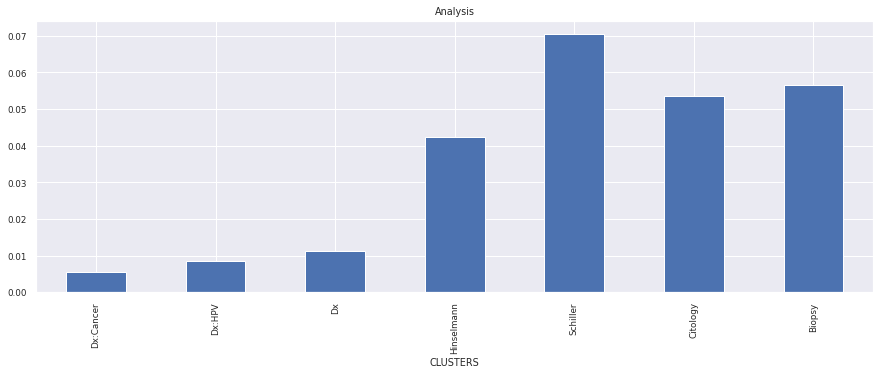 Analysis
0.07
0.06
0.05
0.04
0.03
0.02
0.01
0.00
Dx:Cancer
Dx:HPV
Dx
Hinselmann
Schiller
Citology
Biopsy
CLUSTERS